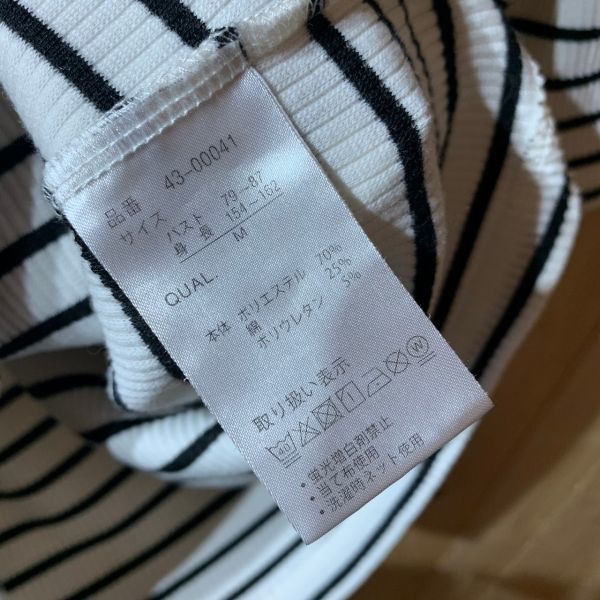 品番 43-00041
サイズ バスト 79-87
身長 154-162
M
QUAL.
本体 ポリエステル 70%
綿 25%
ポリウレタン 5%
取り扱い表示
40 W
・蛍光増白剤禁止
・当て布使用
・洗濯時ネット使用